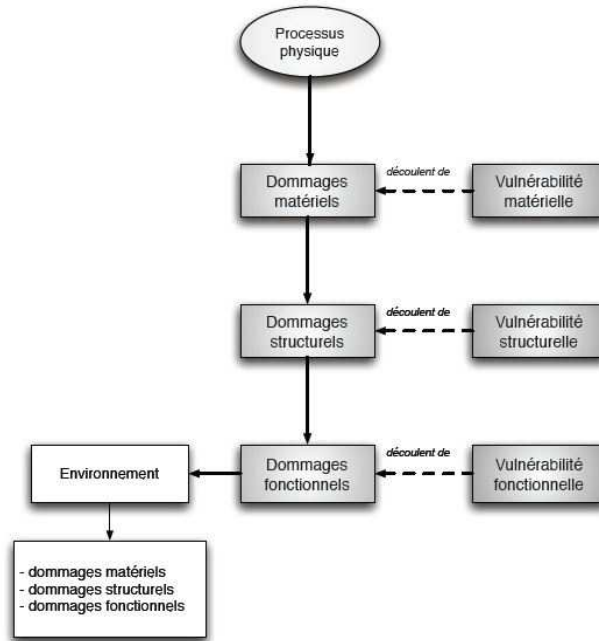 Processus
physique
Dommages
matériels
découlent de
Vulnérabilité
matérielle
Dommages
structurels
découlent de
Vulnérabilité
structurelle
Environnement
Dommages
fonctionnels
découlent de
Vulnérabilité
fonctionnelle
- dommages matériels
- dommages structurels
- dommages fonctionnels